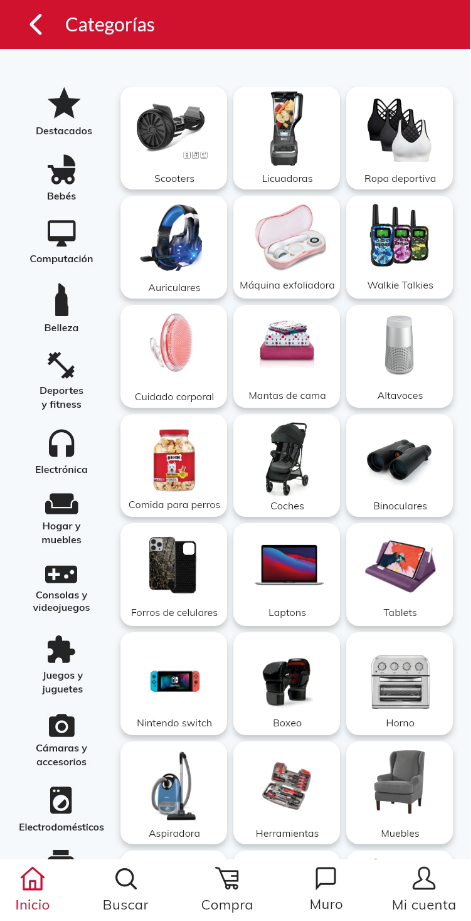 Categorías
Destacados
Bebés
Computación
Belleza
Deportes
y fitness
Electrónica
Hogar y
muebles
Consolas y
videojuegos
Juegos y
juguetes
Cámaras y
accesorios
Electrodomésticos
Scooters
Licuadoras
Ropa deportiva
Auriculares
Máquina exfoliadora
Walkie Talkies
Cuidado corporal
Mantas de cama
Altavoces
Comida para perros
Coches
Binoculares
Forros de celulares
Laptons
Tablets
Nintendo switch
Boxeo
Horno
Aspiradora
Herramientas
Muebles
Inicio
Buscar
Compra
Muro
Mi cuenta